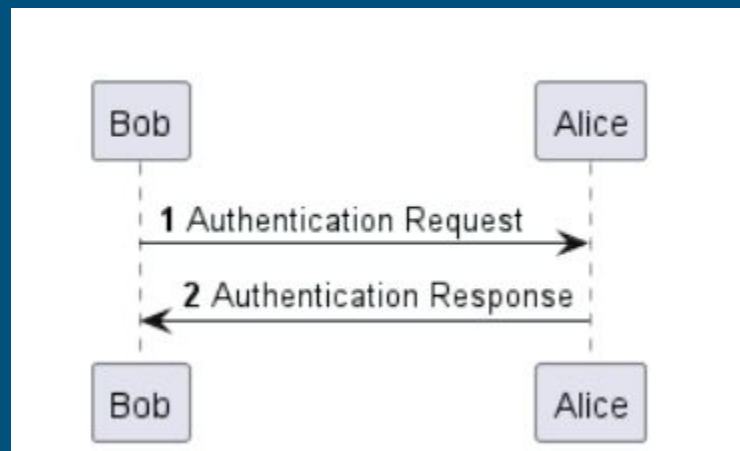 Bob Alice
1 Authentication Request
2 Authentication Response
Bob Alice